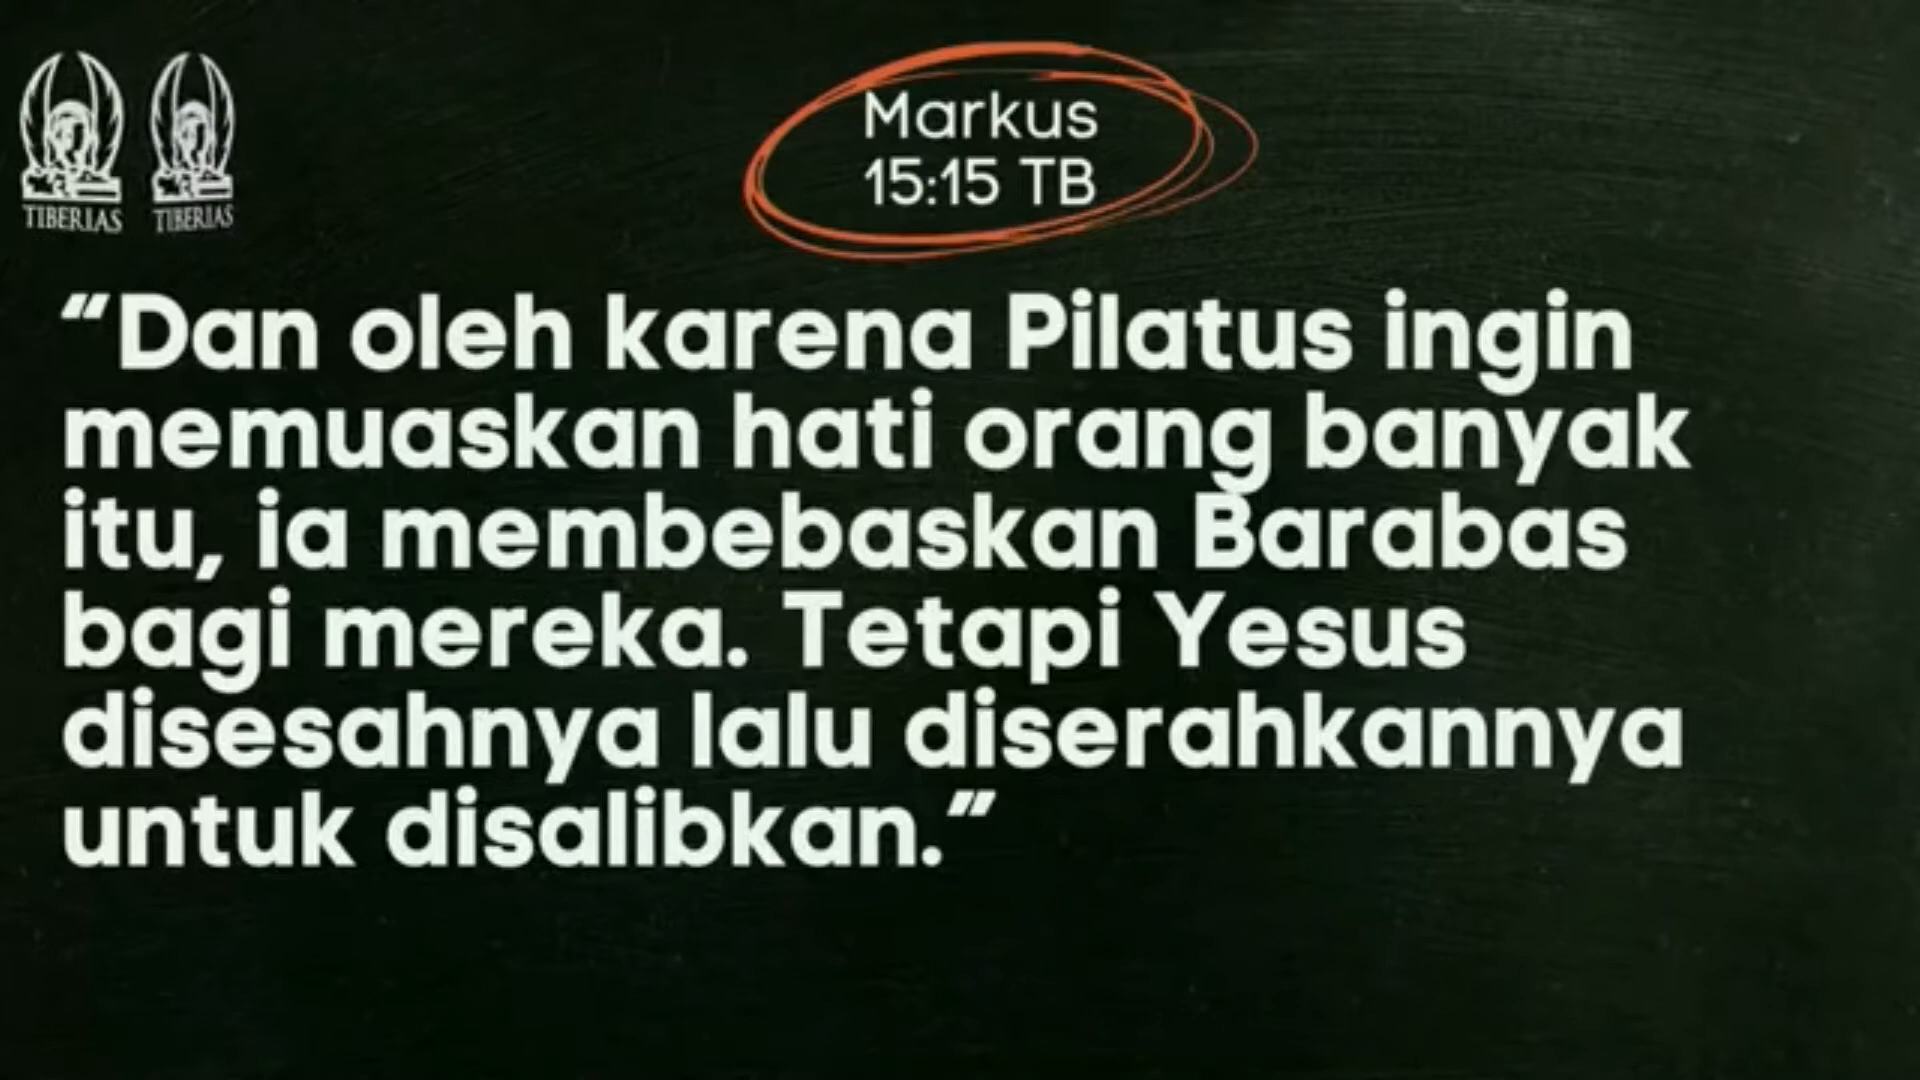 TIBERIAS TIBERIAS
Markus
15:15 TB
“Dan oleh karena Pilatus ingin
memuaskan hati orang banyak
itu, ia membebaskan Barabas
bagi mereka. Tetapi Yesus
disesahnya lalu diserahkannya
untuk disalibkan.”